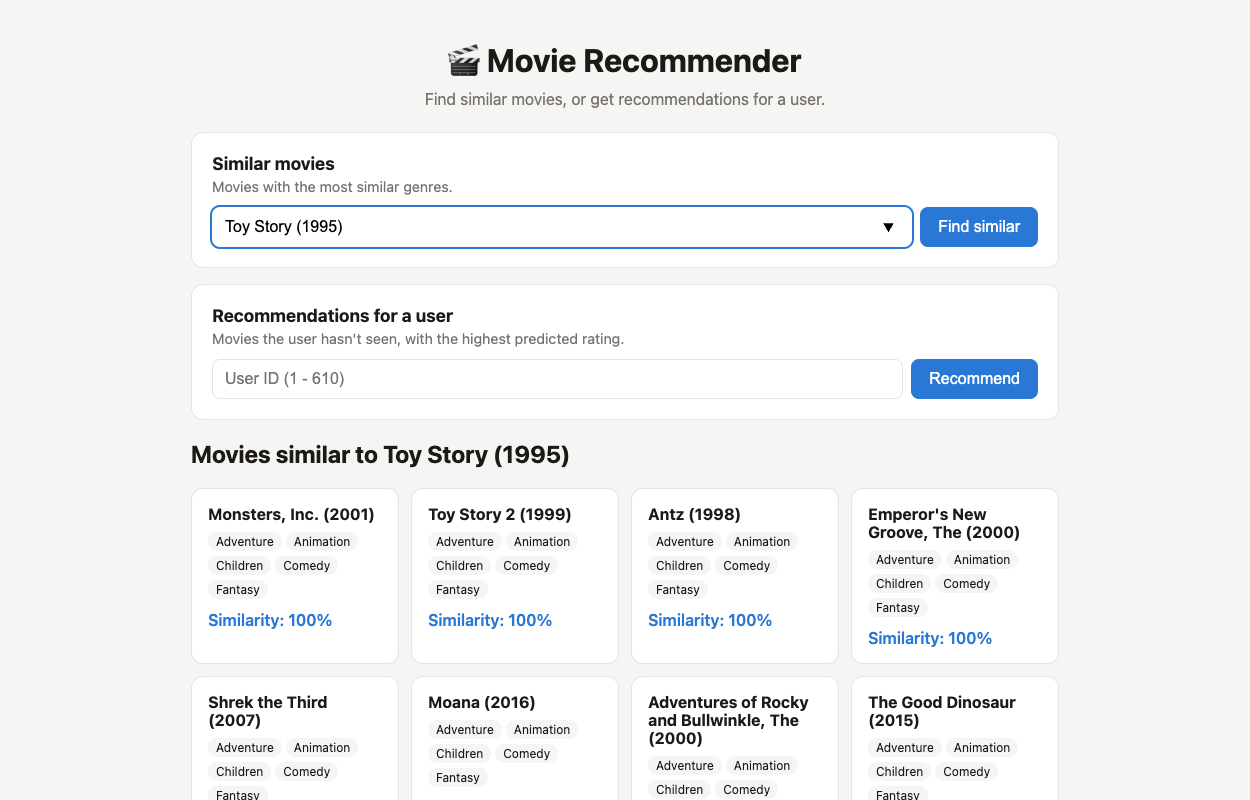 🎬 Movie Recommender
Find similar movies, or get recommendations for a user.
Similar movies
Movies with the most similar genres.
Toy Story (1995) ▼
Find similar
Recommendations for a user
Movies the user hasn't seen, with the highest predicted rating.
User ID (1 - 610)
Recommend
Movies similar to Toy Story (1995)
Monsters, Inc. (2001)
Adventure Animation
Children Comedy
Fantasy
Similarity: 100%
Toy Story 2 (1999)
Adventure Animation
Children Comedy
Fantasy
Similarity: 100%
Antz (1998)
Adventure Animation
Children Comedy
Fantasy
Similarity: 100%
Emperor's New
Groove, The (2000)
Adventure Animation
Children Comedy
Fantasy
Similarity: 100%
Shrek the Third
(2007)
Adventure Animation
Children Comedy
Fantasy
Moana (2016)
Adventure Animation
Children Comedy
Fantasy
Adventures of Rocky
and Bullwinkle, The
(2000)
Adventure Animation
Children Comedy
The Good Dinosaur
(2015)
Adventure Animation
Children Comedy
Fantasy